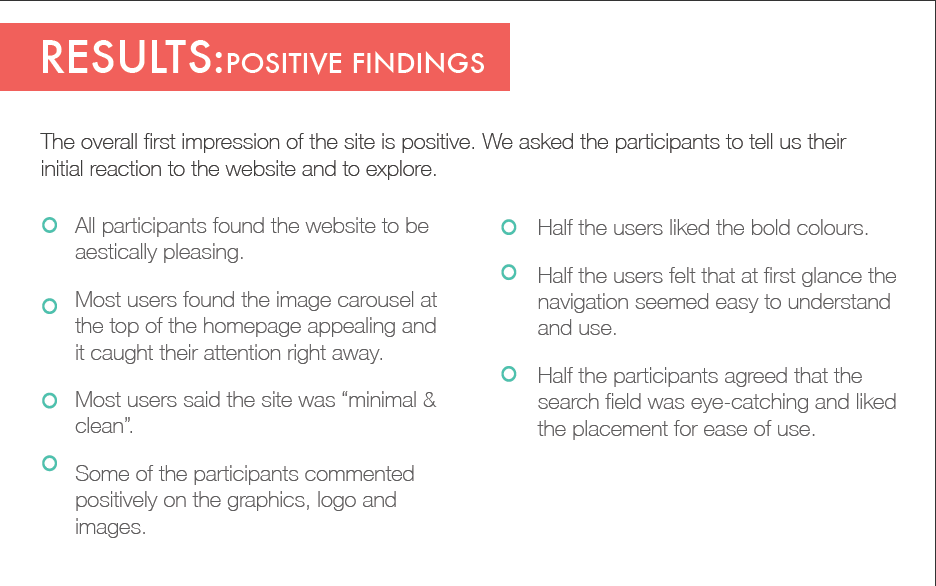 RESULTS:POSITIVE FINDINGS
The overall first impression of the site is positive. We asked the participants to tell us their
initial reaction to the website and to explore.
All participants found the website to be
aestically pleasing.
Most users found the image carousel at
the top of the homepage appealing and
it caught their attention right away.
Most users said the site was “minimal &
clean”.
Some of the participants commented
positively on the graphics, logo and
images.
Half the users liked the bold colours.
Half the users felt that at first glance the
navigation seemed easy to understand
and use.
Half the participants agreed that the
search field was eye-catching and liked
the placement for ease of use.